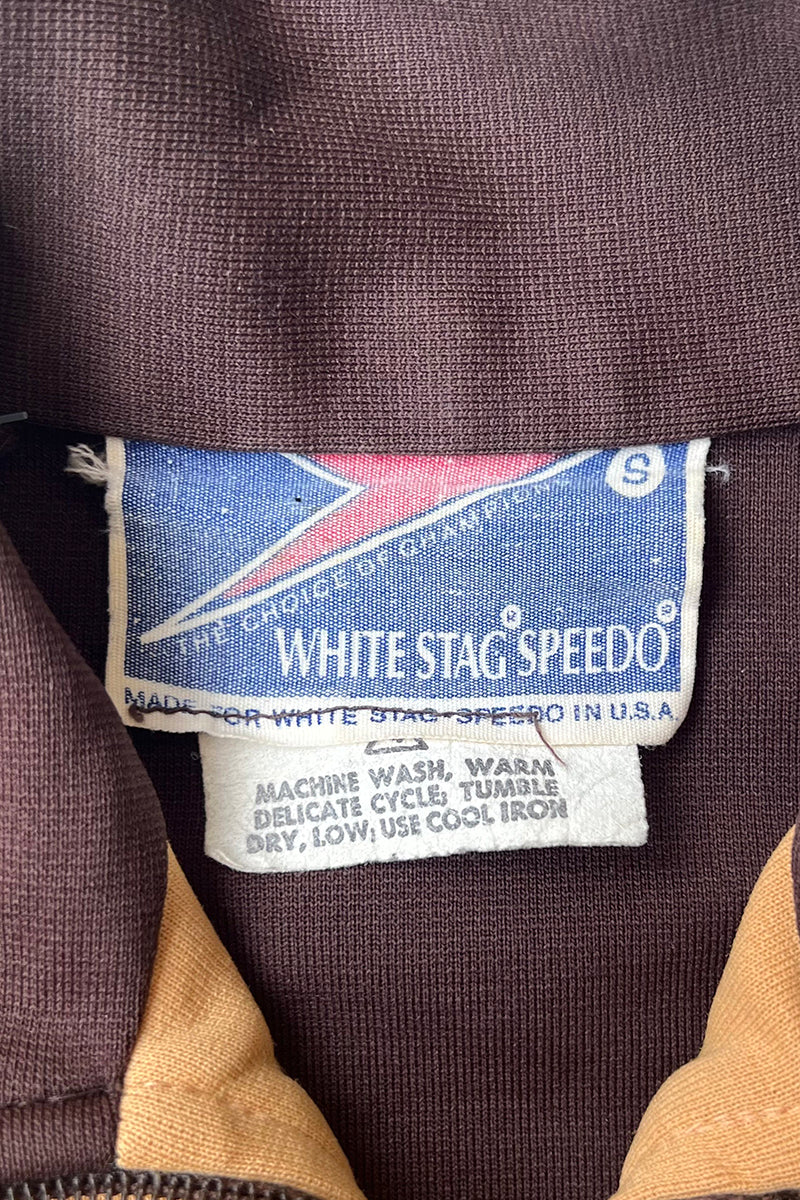 S
THE CHOICE OF CHAMPIONS
WHITE STAG® SPEEDO®
MADE FOR WHITE STAG-SPEEDO IN U.S.A.
MACHINE WASH, WARM
DELICATE CYCLE; TUMBLE
DRY, LOW; USE COOL IRON